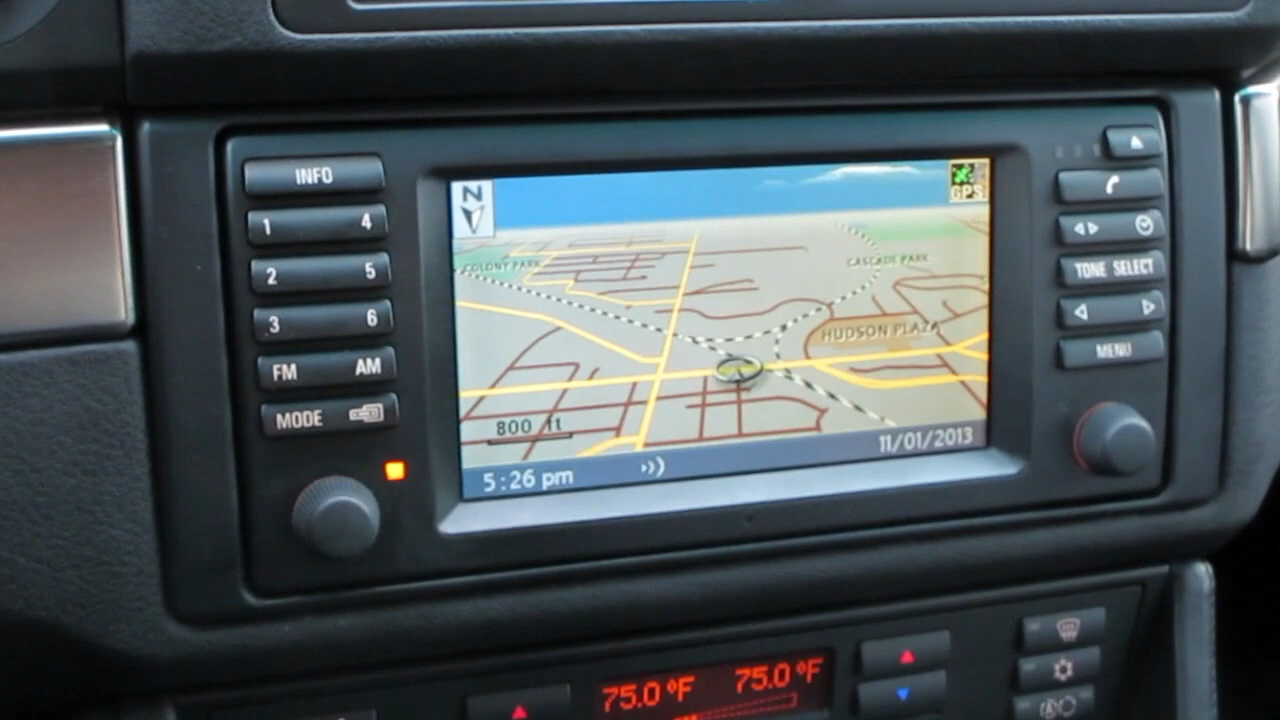 INFO
1 4
2 5
3 6
FM AM
MODE
N
GPS
COLONY PARK
CASCADE PARK
HUDSON PLAZA
800 ft
11/01/2013
5:26 pm
TONE SELECT
MENU
75.0 °F 75.0 °F